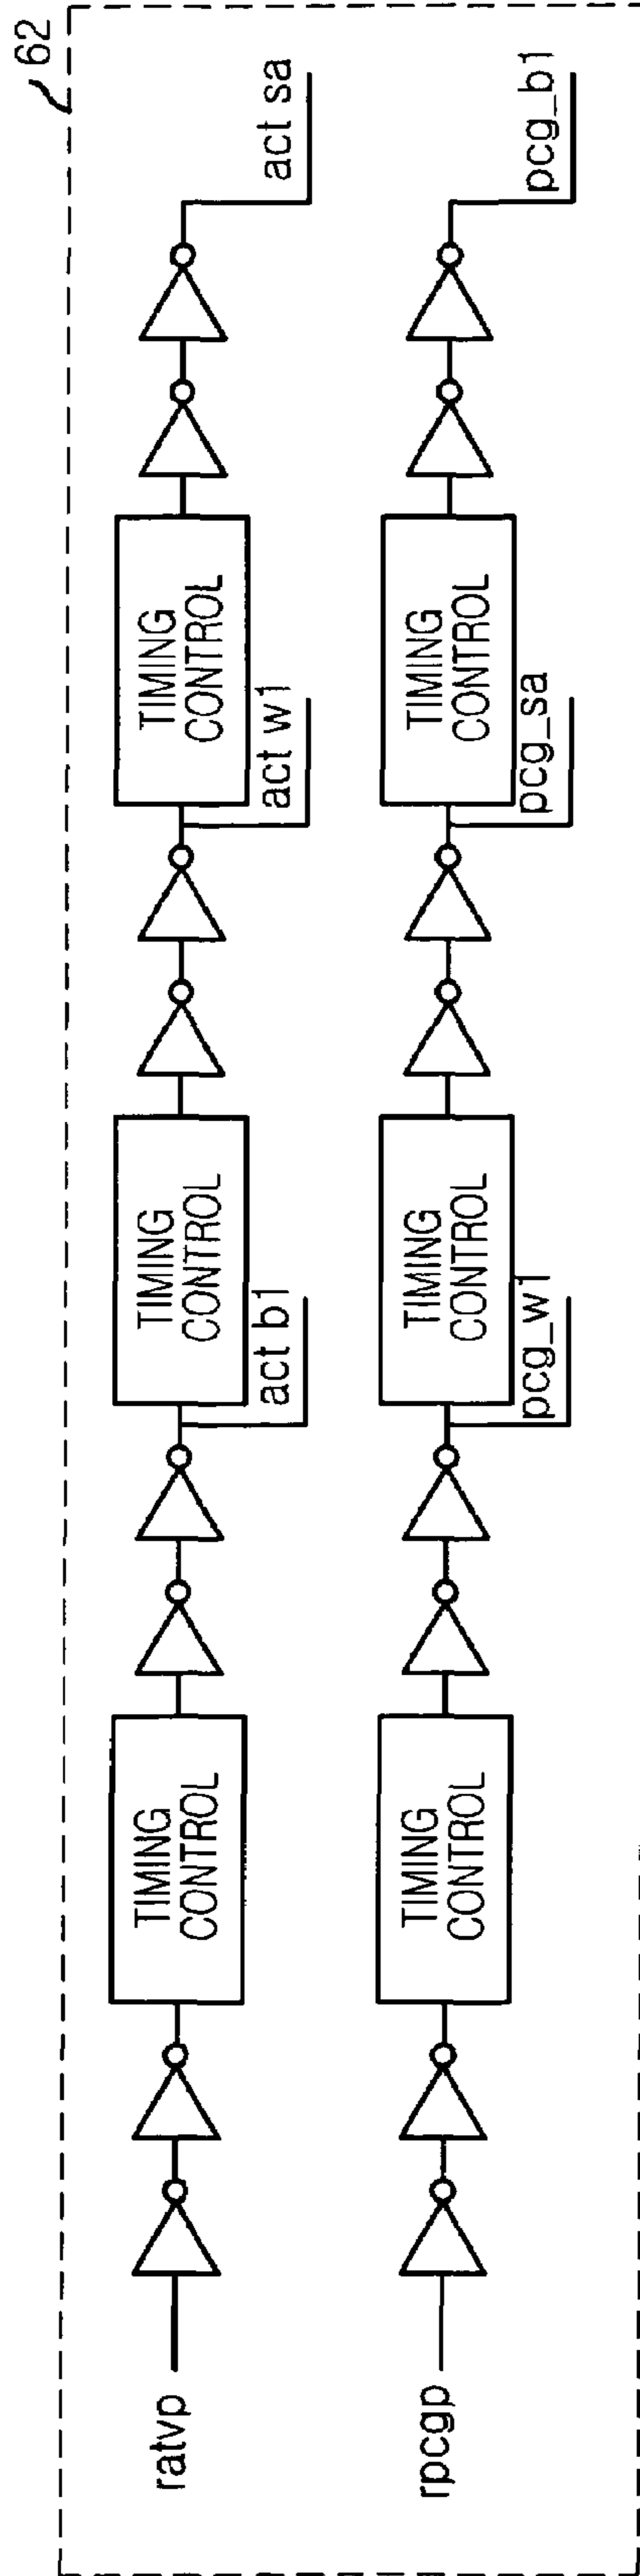 62
ratvp
TIMING
CONTROL
act b1
TIMING
CONTROL
act w1
TIMING
CONTROL
act sa
rpcgp
TIMING
CONTROL
pcg_w1
TIMING
CONTROL
pcg_sa
TIMING
CONTROL
pcg_b1